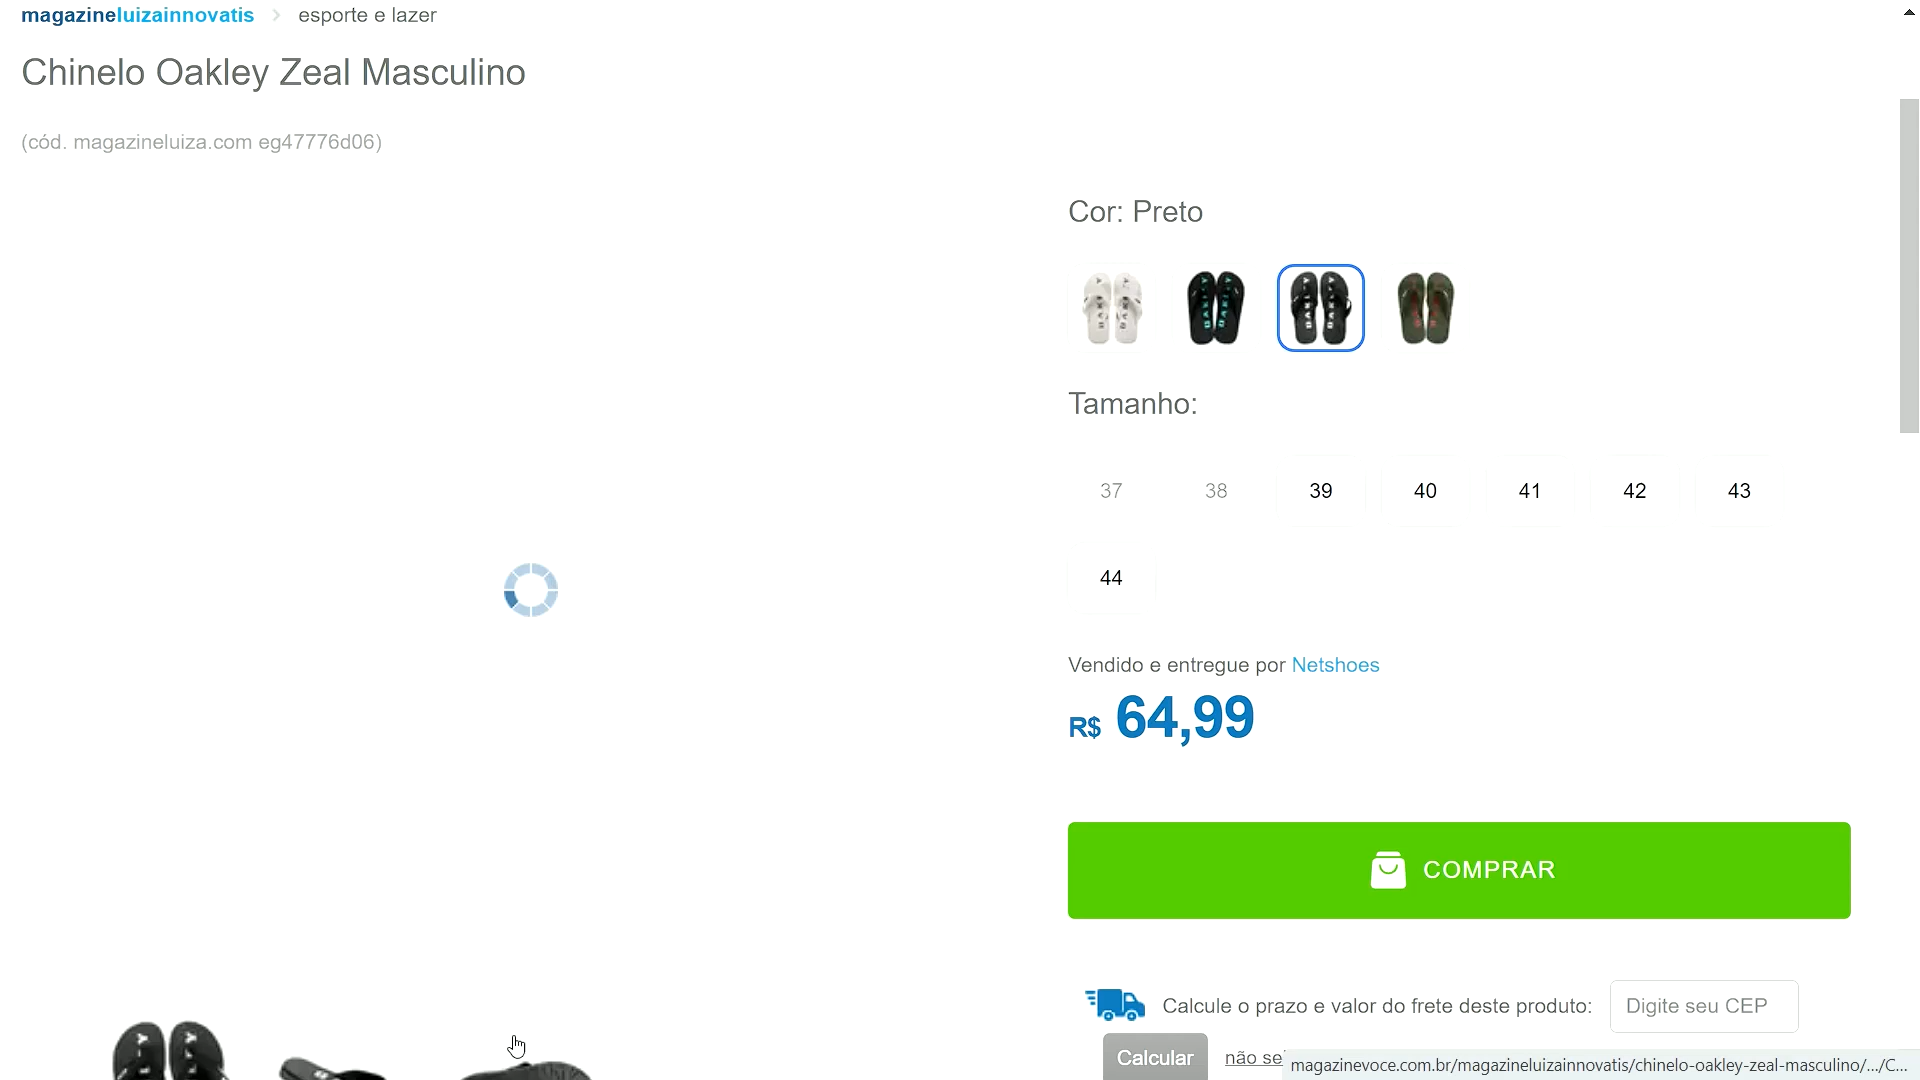 magazineluizainnovatis > esporte e lazer
Chinelo Oakley Zeal Masculino
(cód. magazineluiza.com eg47776d06)
Cor: Preto
OAKLEY OAKLEY
Tamanho:
37 38 39 40 41 42 43
44
Vendido e entregue por Netshoes
R$ 64,99
COMPRAR
Calcule o prazo e valor do frete deste produto: Digite seu CEP
Calcular não se
magazinevoce.com.br/magazineluizainnovatis/chinelo-oakley-zeal-masculino/.../C...